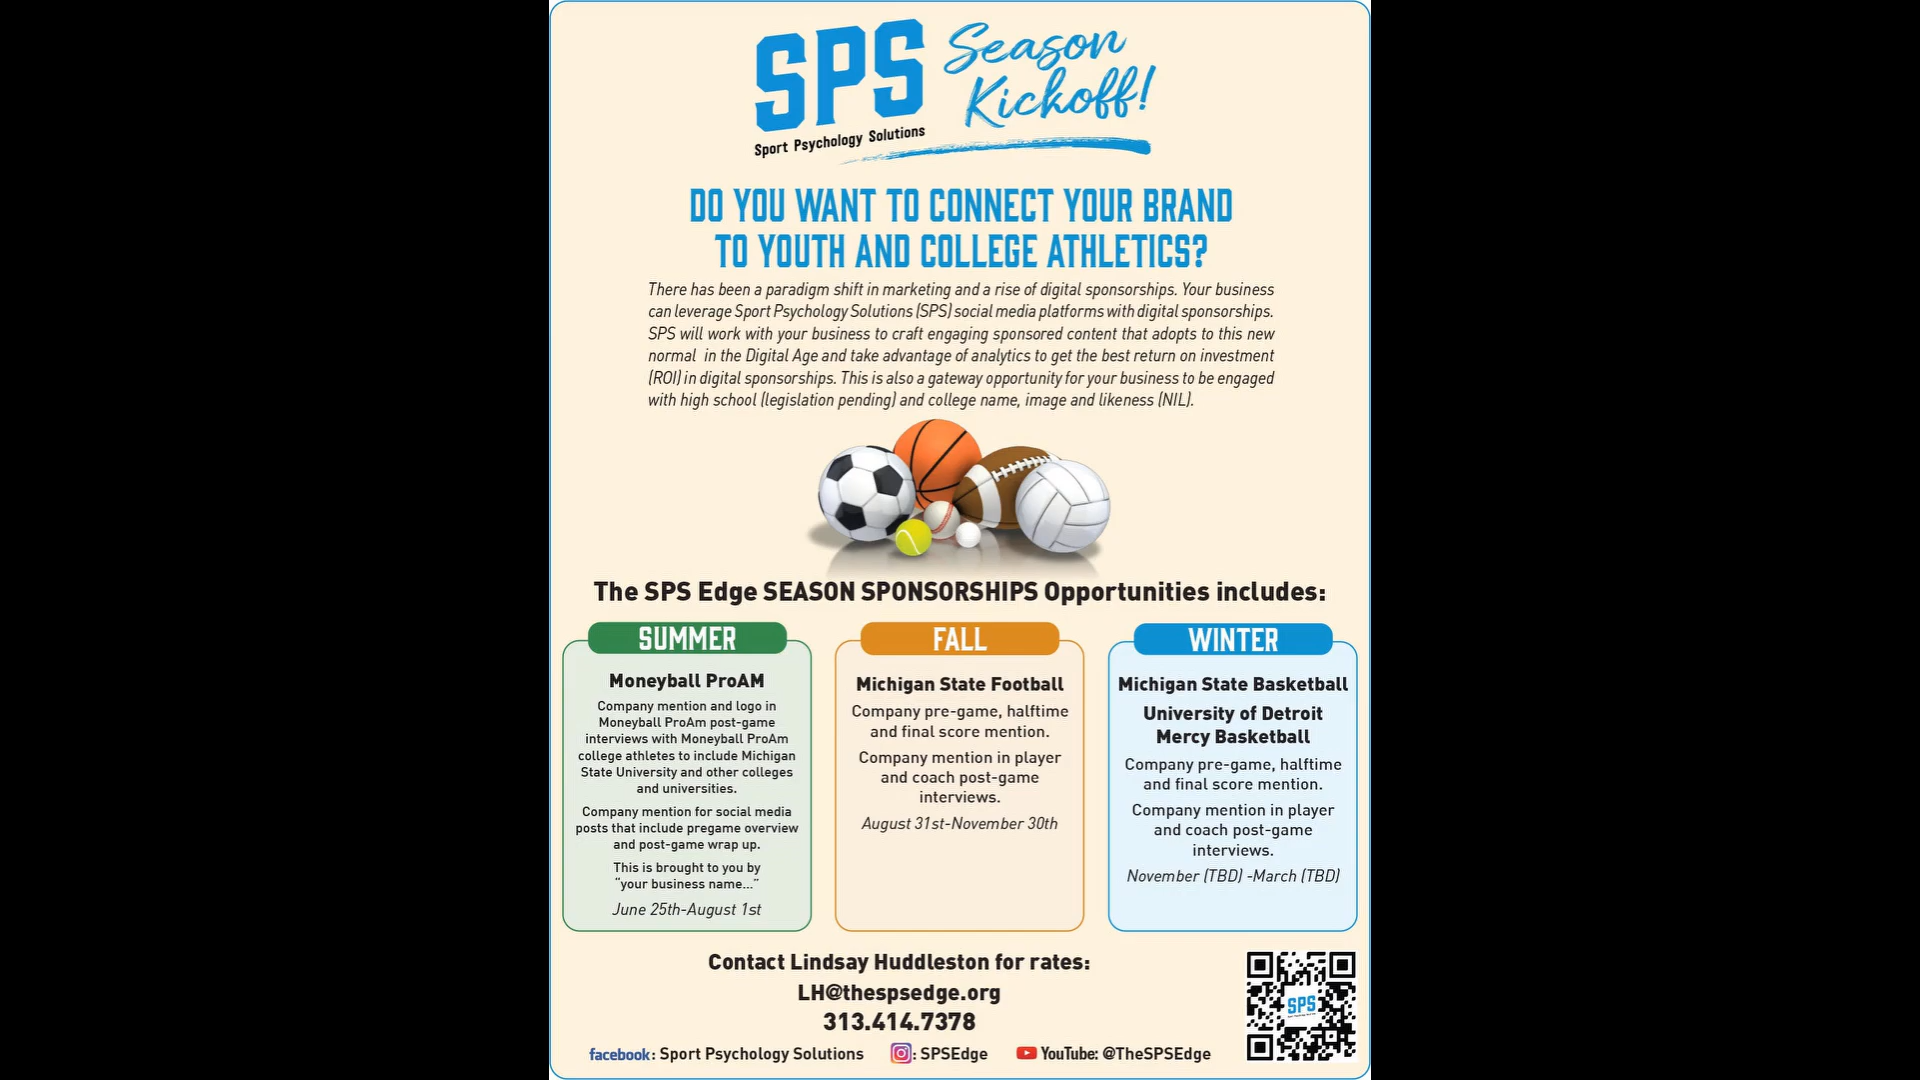 SPS Season
Kickoff!
Sport Psychology Solutions
DO YOU WANT TO CONNECT YOUR BRAND
TO YOUTH AND COLLEGE ATHLETICS?
There has been a paradigm shift in marketing and a rise of digital sponsorships. Your business
can leverage Sport Psychology Solutions (SPS) social media platforms with digital sponsorships.
SPS will work with your business to craft engaging sponsored content that adopts to this new
normal in the Digital Age and take advantage of analytics to get the best return on investment
(ROI) in digital sponsorships. This is also a gateway opportunity for your business to be engaged
with high school (legislation pending) and college name, image and likeness (NIL).
The SPS Edge SEASON SPONSORSHIPS Opportunities includes:
SUMMER
Moneyball ProAM
Company mention and logo in
Moneyball ProAm post-game
interviews with Moneyball ProAm
college athletes to include Michigan
State University and other colleges
and universities.
Company mention for social media
posts that include pregame overview
and post-game wrap up.
This is brought to you by
"your business name..."
June 25th-August 1st
FALL
Michigan State Football
Company pre-game, halftime
and final score mention.
Company mention in player
and coach post-game
interviews.
August 31st-November 30th
WINTER
Michigan State Basketball
University of Detroit
Mercy Basketball
Company pre-game, halftime
and final score mention.
Company mention in player
and coach post-game
interviews.
November (TBD) -March (TBD)
Contact Lindsay Huddleston for rates:
LH@thespsedge.org
313.414.7378
facebook: Sport Psychology Solutions : SPSEdge YouTube: @TheSPSEdge
SPS